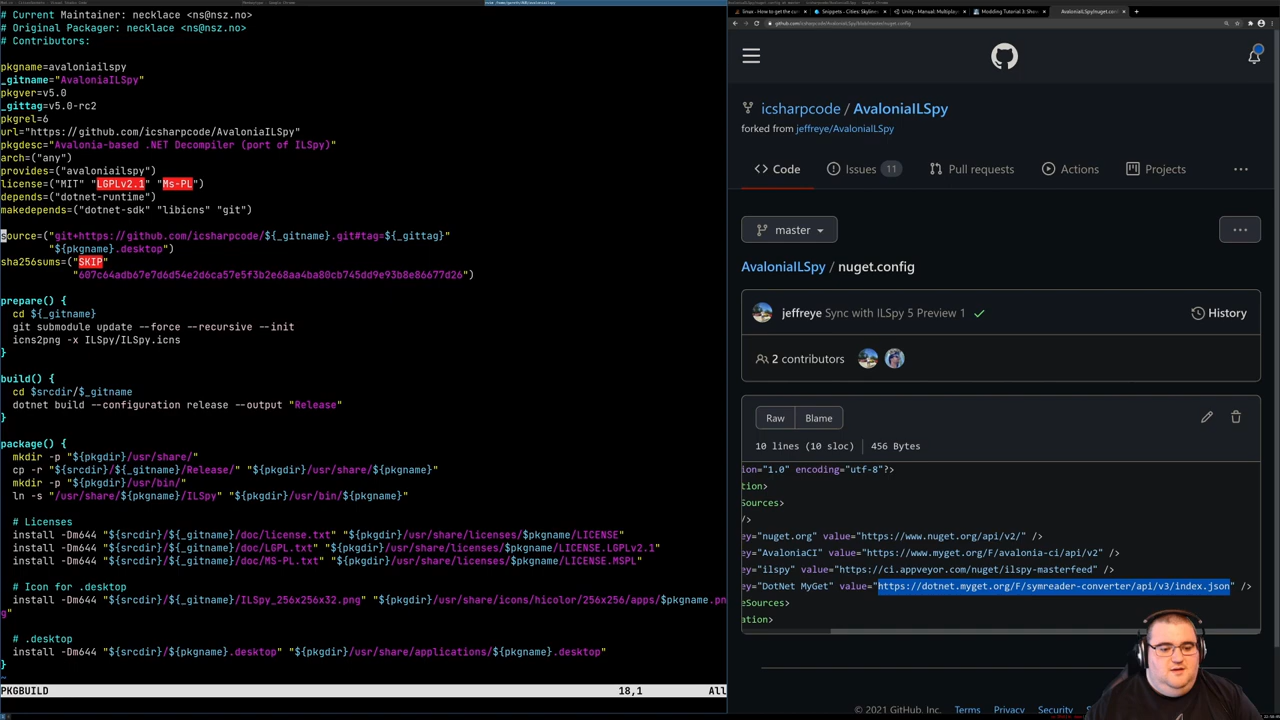 # Current Maintainer: necklace <ns@nsz.no>
# Original Packager: necklace <ns@nsz.no>
# Contributors:
pkgname=avaloniailspy
_gitname="AvaloniaILSpy"
pkgver=v5.0
_gittag=v5.0-rc2
pkgrel=6
url="https://github.com/icsharpcode/AvaloniaILSpy"
pkgdesc="Avalonia-based .NET Decompiler (port of ILSpy)"
arch=("any")
provides=("avaloniailspy")
license=("MIT" "LGPLv2.1" "Ms-PL")
depends=("dotnet-runtime")
makedepends=("dotnet-sdk" "libicns" "git")
source=("git+https://github.com/icsharpcode/${_gitname}.git#tag=${_gittag}"
"${pkgname}.desktop")
sha256sums=("SKIP"
"607c64adb67e7d6d54e2d6ca57e5f3b2e68aa4ba80cb745dd9e93b8e86677d26")
prepare() {
cd ${_gitname}
git submodule update --force --recursive --init
icns2png -x ILSpy/ILSpy.icns
}
build() {
cd $srcdir/$_gitname
dotnet build --configuration release --output "Release"
}
package() {
mkdir -p "${pkgdir}/usr/share/"
cp -r "${srcdir}/${_gitname}/Release/" "${pkgdir}/usr/share/${pkgname}"
mkdir -p "${pkgdir}/usr/bin/"
ln -s "/usr/share/${pkgname}/ILSpy" "${pkgdir}/usr/bin/${pkgname}"
# Licenses
install -Dm644 "${srcdir}/${_gitname}/doc/license.txt" "${pkgdir}/usr/share/licenses/$pkgname/LICENSE"
install -Dm644 "${srcdir}/${_gitname}/doc/LGPL.txt" "${pkgdir}/usr/share/licenses/$pkgname/LICENSE.LGPLv2.1"
install -Dm644 "${srcdir}/${_gitname}/doc/MS-PL.txt" "${pkgdir}/usr/share/licenses/$pkgname/LICENSE.MSPL"
# Icon for .desktop
install -Dm644 "${srcdir}/${_gitname}/ILSpy_256x256x32.png" "${pkgdir}/usr/share/icons/hicolor/256x256/apps/$pkgname.pn
g"
# .desktop
install -Dm644 "${srcdir}/${pkgname}.desktop" "${pkgdir}/usr/share/applications/${pkgname}.desktop"
}
~
PKGBUILD 18,1 All
github.com/icsharpcode/AvaloniaILSpy/blob/master/nuget.config
icsharpcode / AvaloniaILSpy
forked from jeffreye/AvaloniaILSpy
Code Issues 11 Pull requests Actions Projects
master
AvaloniaILSpy / nuget.config
jeffreye Sync with ILSpy 5 Preview 1 History
2 contributors
Raw Blame
10 lines (10 sloc) 456 Bytes
ion="1.0" encoding="utf-8"?>
tion>
Sources>
/>
ey="nuget.org" value="https://www.nuget.org/api/v2/" />
ey="AvaloniaCI" value="https://www.myget.org/F/avalonia-ci/api/v2" />
ey="ilspy" value="https://ci.appveyor.com/nuget/ilspy-masterfeed" />
ey="DotNet MyGet" value="https://dotnet.myget.org/F/symreader-converter/api/v3/index.json" />
eSources>
ation>
© 2021 GitHub, Inc. Terms Privacy Security